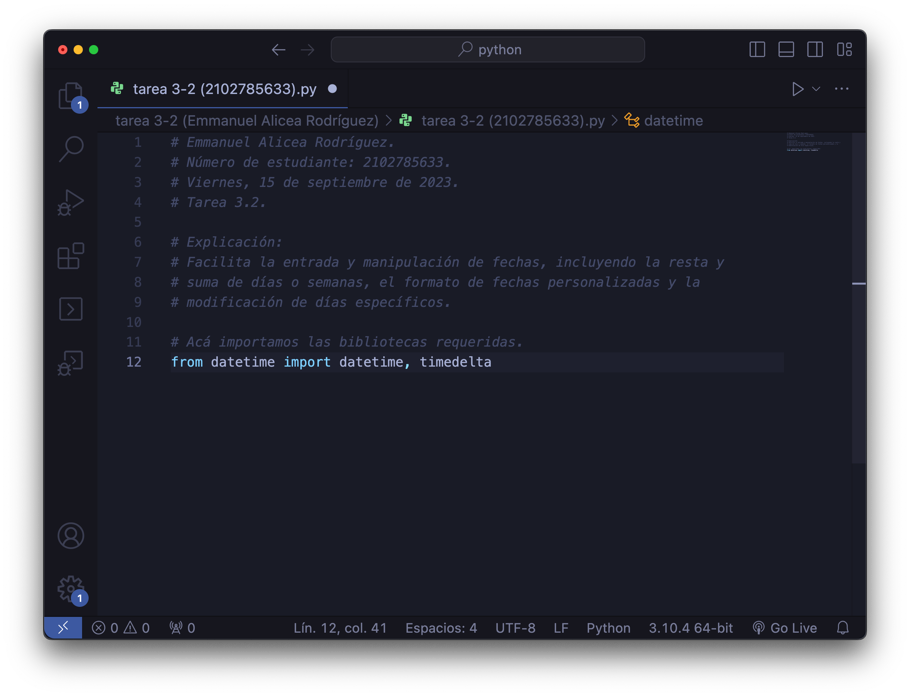 python
tarea 3-2 (2102785633).py
tarea 3-2 (Emmanuel Alicea Rodríguez) > tarea 3-2 (2102785633).py > datetime
1 # Emmanuel Alicea Rodríguez.
2 # Número de estudiante: 2102785633.
3 # Viernes, 15 de septiembre de 2023.
4 # Tarea 3.2.
5
6 # Explicación:
7 # Facilita la entrada y manipulación de fechas, incluyendo la resta y
8 # suma de días o semanas, el formato de fechas personalizadas y la
9 # modificación de días específicos.
10
11 # Acá importamos las bibliotecas requeridas.
12 from datetime import datetime, timedelta
1
1
0 0 0 Lín. 12, col. 41 Espacios: 4 UTF-8 LF Python 3.10.4 64-bit Go Live